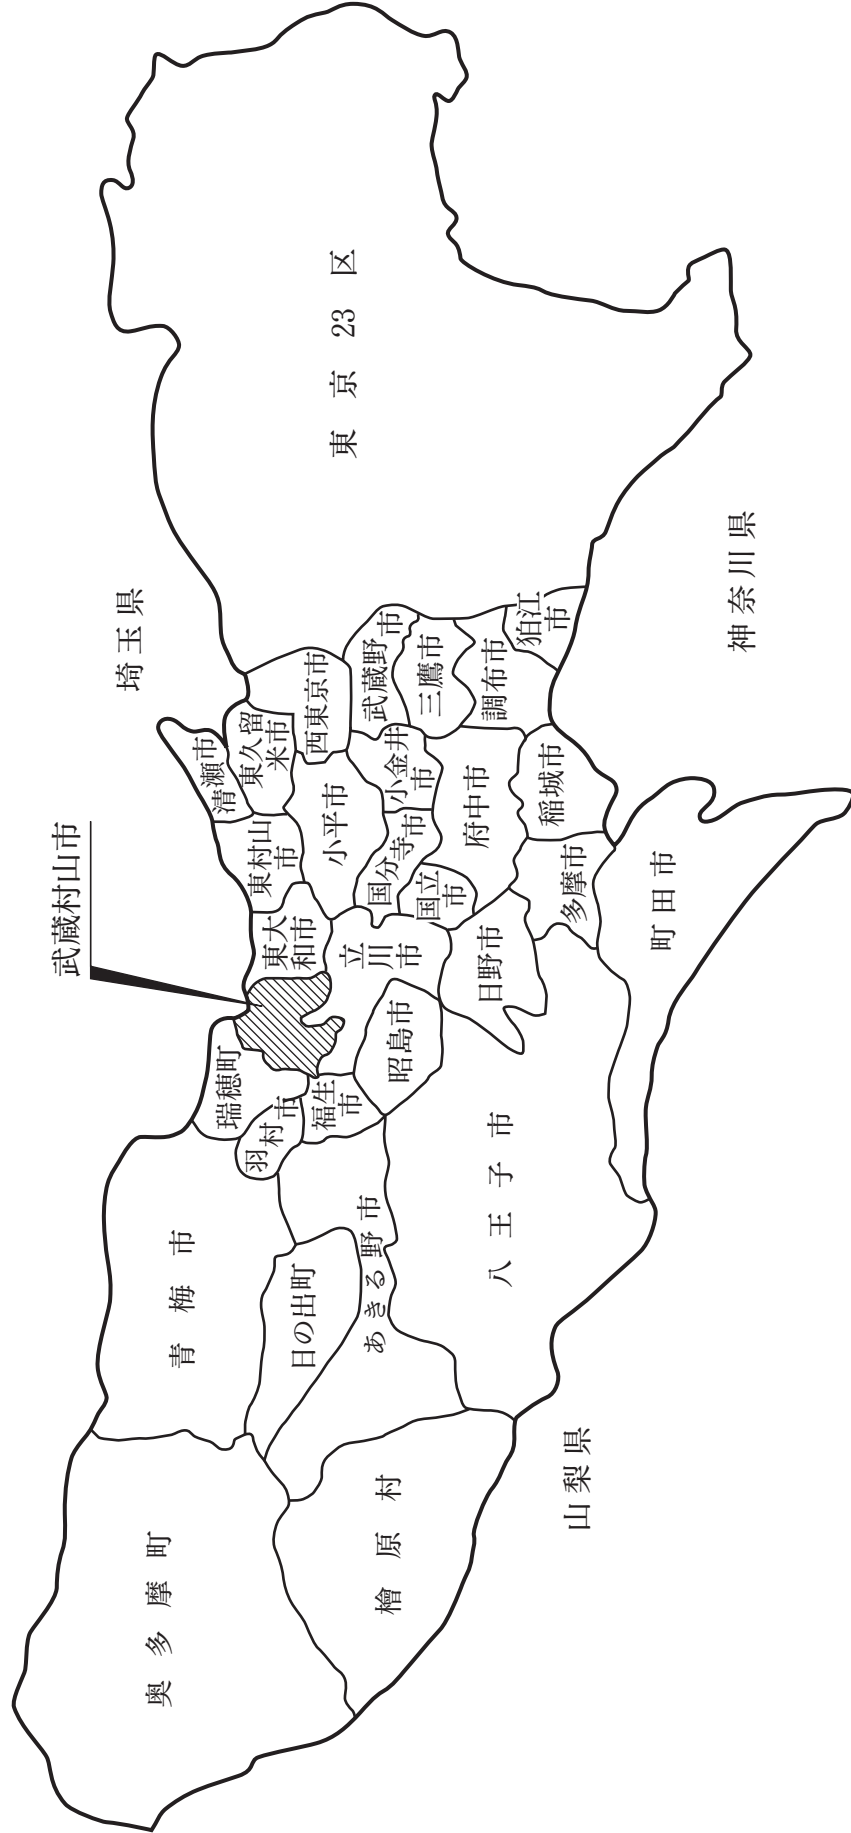 埼玉県
武蔵村山市
奥多摩町
青梅市
瑞穂町
羽村市
福生市
日の出町
あきる野市
檜原村
東大
和市
東村山
市
清瀬市
東久留
米市
西東京市
小平市
立川
市
昭島市
国分寺市
国立
市
小金井
市
武蔵野市
三鷹市
調布市
狛江
市
府中市
稲城市
多摩市
日野市
八王子市
町田市
東京23区
神奈川県
山梨県